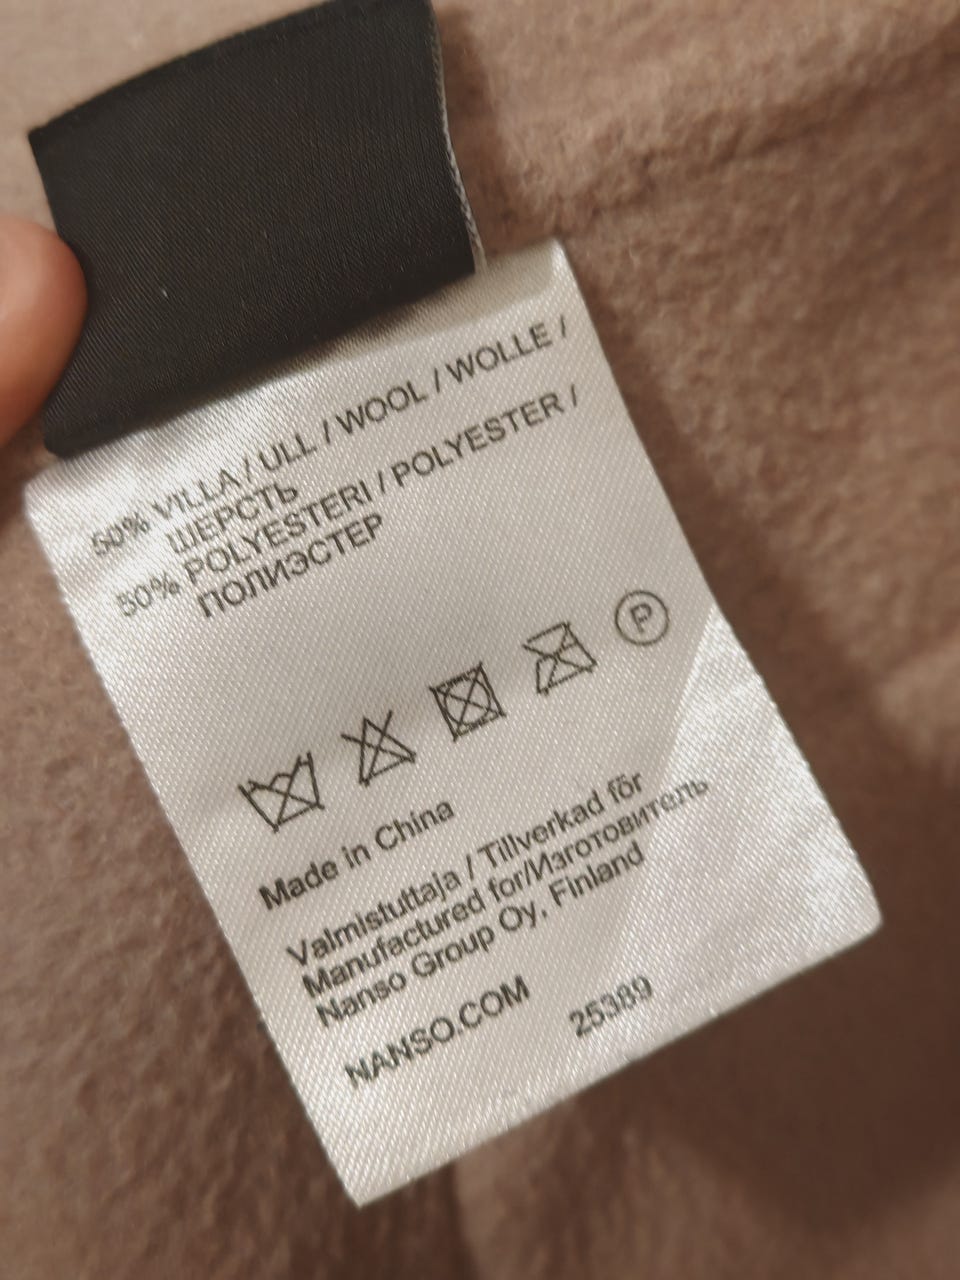 50% VILLA / ULL / WOOL / WOLLE /
ШЕРСТЬ
50% POLYESTERI / POLYESTER /
ПОЛИЭСТЕР
P
Made in China
Valmistuttaja / Tillverkad för
Manufactured for/Изготовитель
Nanso Group Oy, Finland
NANSO.COM
25389